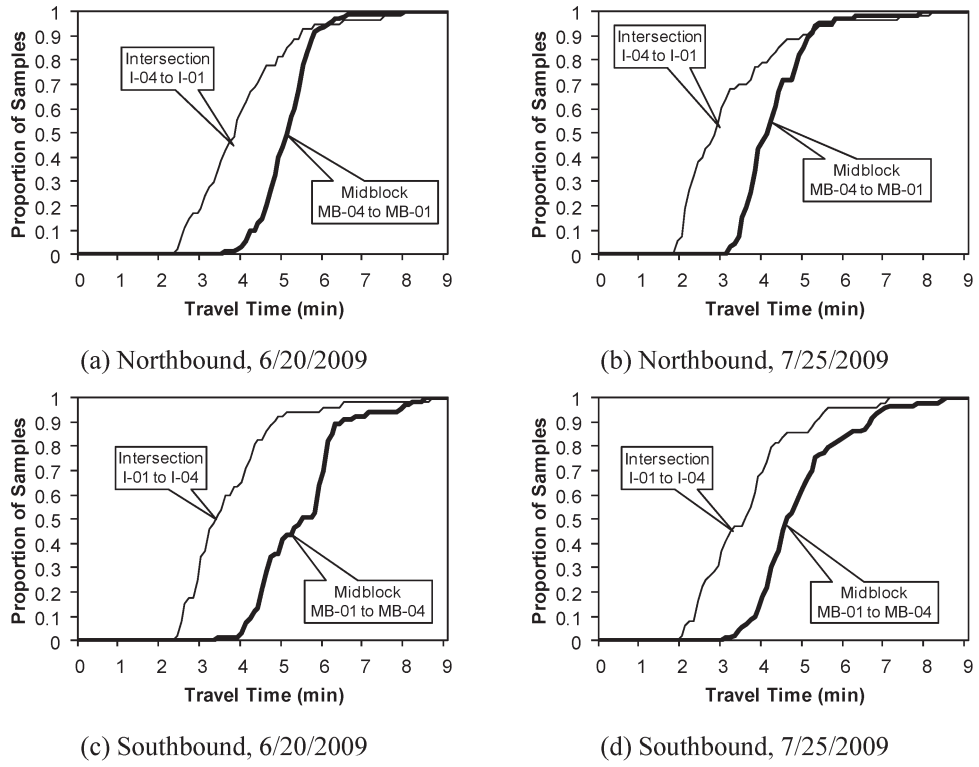 1
0.9
0.8
0.7
0.6
0.5
0.4
0.3
0.2
0.1
0
Proportion of Samples
Intersection
I-04 to I-01
Midblock
MB-04 to MB-01
0 1 2 3 4 5 6 7 8 9
Travel Time (min)
(a) Northbound, 6/20/2009
1
0.9
0.8
0.7
0.6
0.5
0.4
0.3
0.2
0.1
0
Proportion of Samples
Intersection
I-04 to I-01
Midblock
MB-04 to MB-01
0 1 2 3 4 5 6 7 8 9
Travel Time (min)
(b) Northbound, 7/25/2009
1
0.9
0.8
0.7
0.6
0.5
0.4
0.3
0.2
0.1
0
Proportion of Samples
Intersection
I-01 to I-04
Midblock
MB-01 to MB-04
0 1 2 3 4 5 6 7 8 9
Travel Time (min)
(c) Southbound, 6/20/2009
1
0.9
0.8
0.7
0.6
0.5
0.4
0.3
0.2
0.1
0
Proportion of Samples
Intersection
I-01 to I-04
Midblock
MB-01 to MB-04
0 1 2 3 4 5 6 7 8 9
Travel Time (min)
(d) Southbound, 7/25/2009